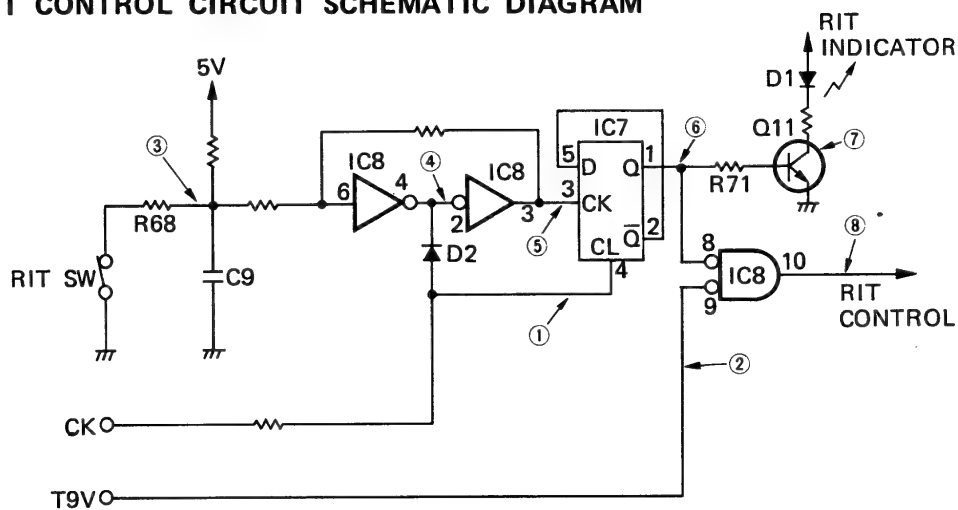 T CONTROL CIRCUIT SCHEMATIC DIAGRAM
RIT
INDICATOR
5V
D1
③
IC8
④
IC8
IC7
⑥
Q11
⑦
6
4
5
D
Q
1
R68
2
3
3
CK
R71
⑤
Q̅
2
⑧
RIT SW
C9
D2
CL
4
8
IC8
10
9
①
RIT
CONTROL
②
CK
T9V